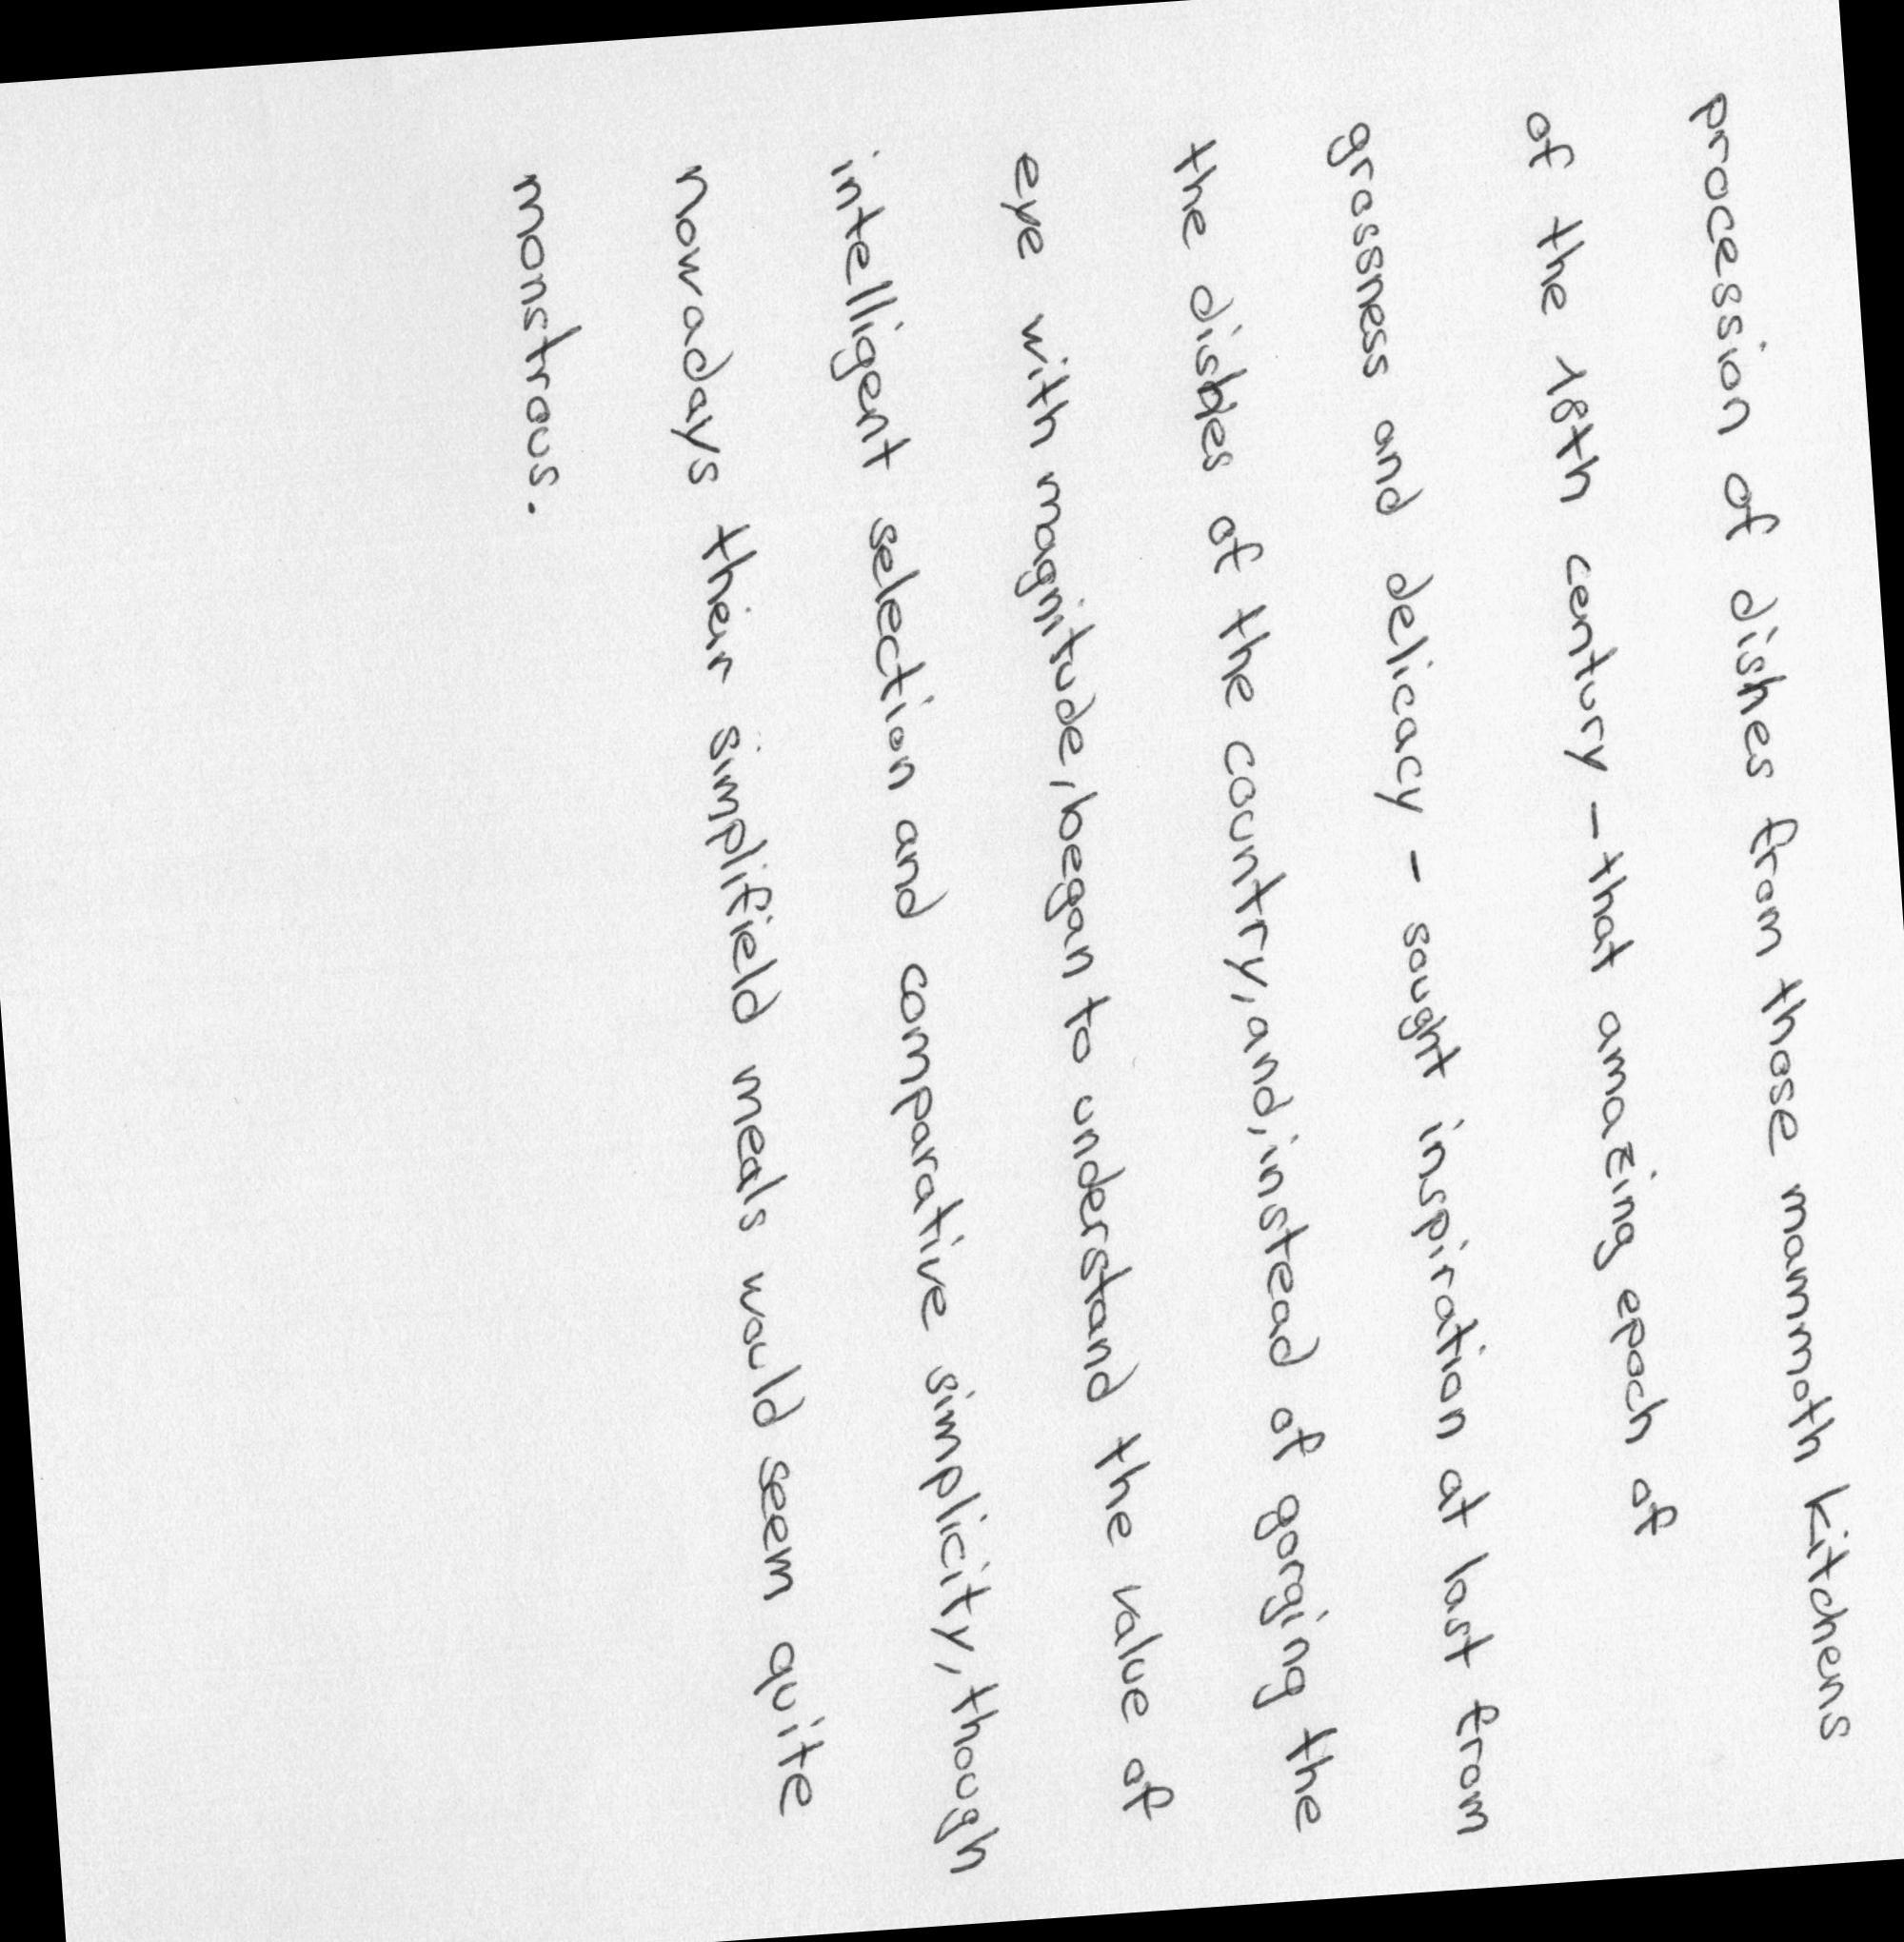 procession of dishes from those mammoth kitchens
of the 18th century - that amazing epoch of
grossness and delicacy - sought inspiration at last from
the dishes of the country, and, instead of gorging the
eye with magnitude, began to understand the value of
intelligent selection and comparative simplicity, though
nowadays their simplifield meals would seem quite
monstrous.